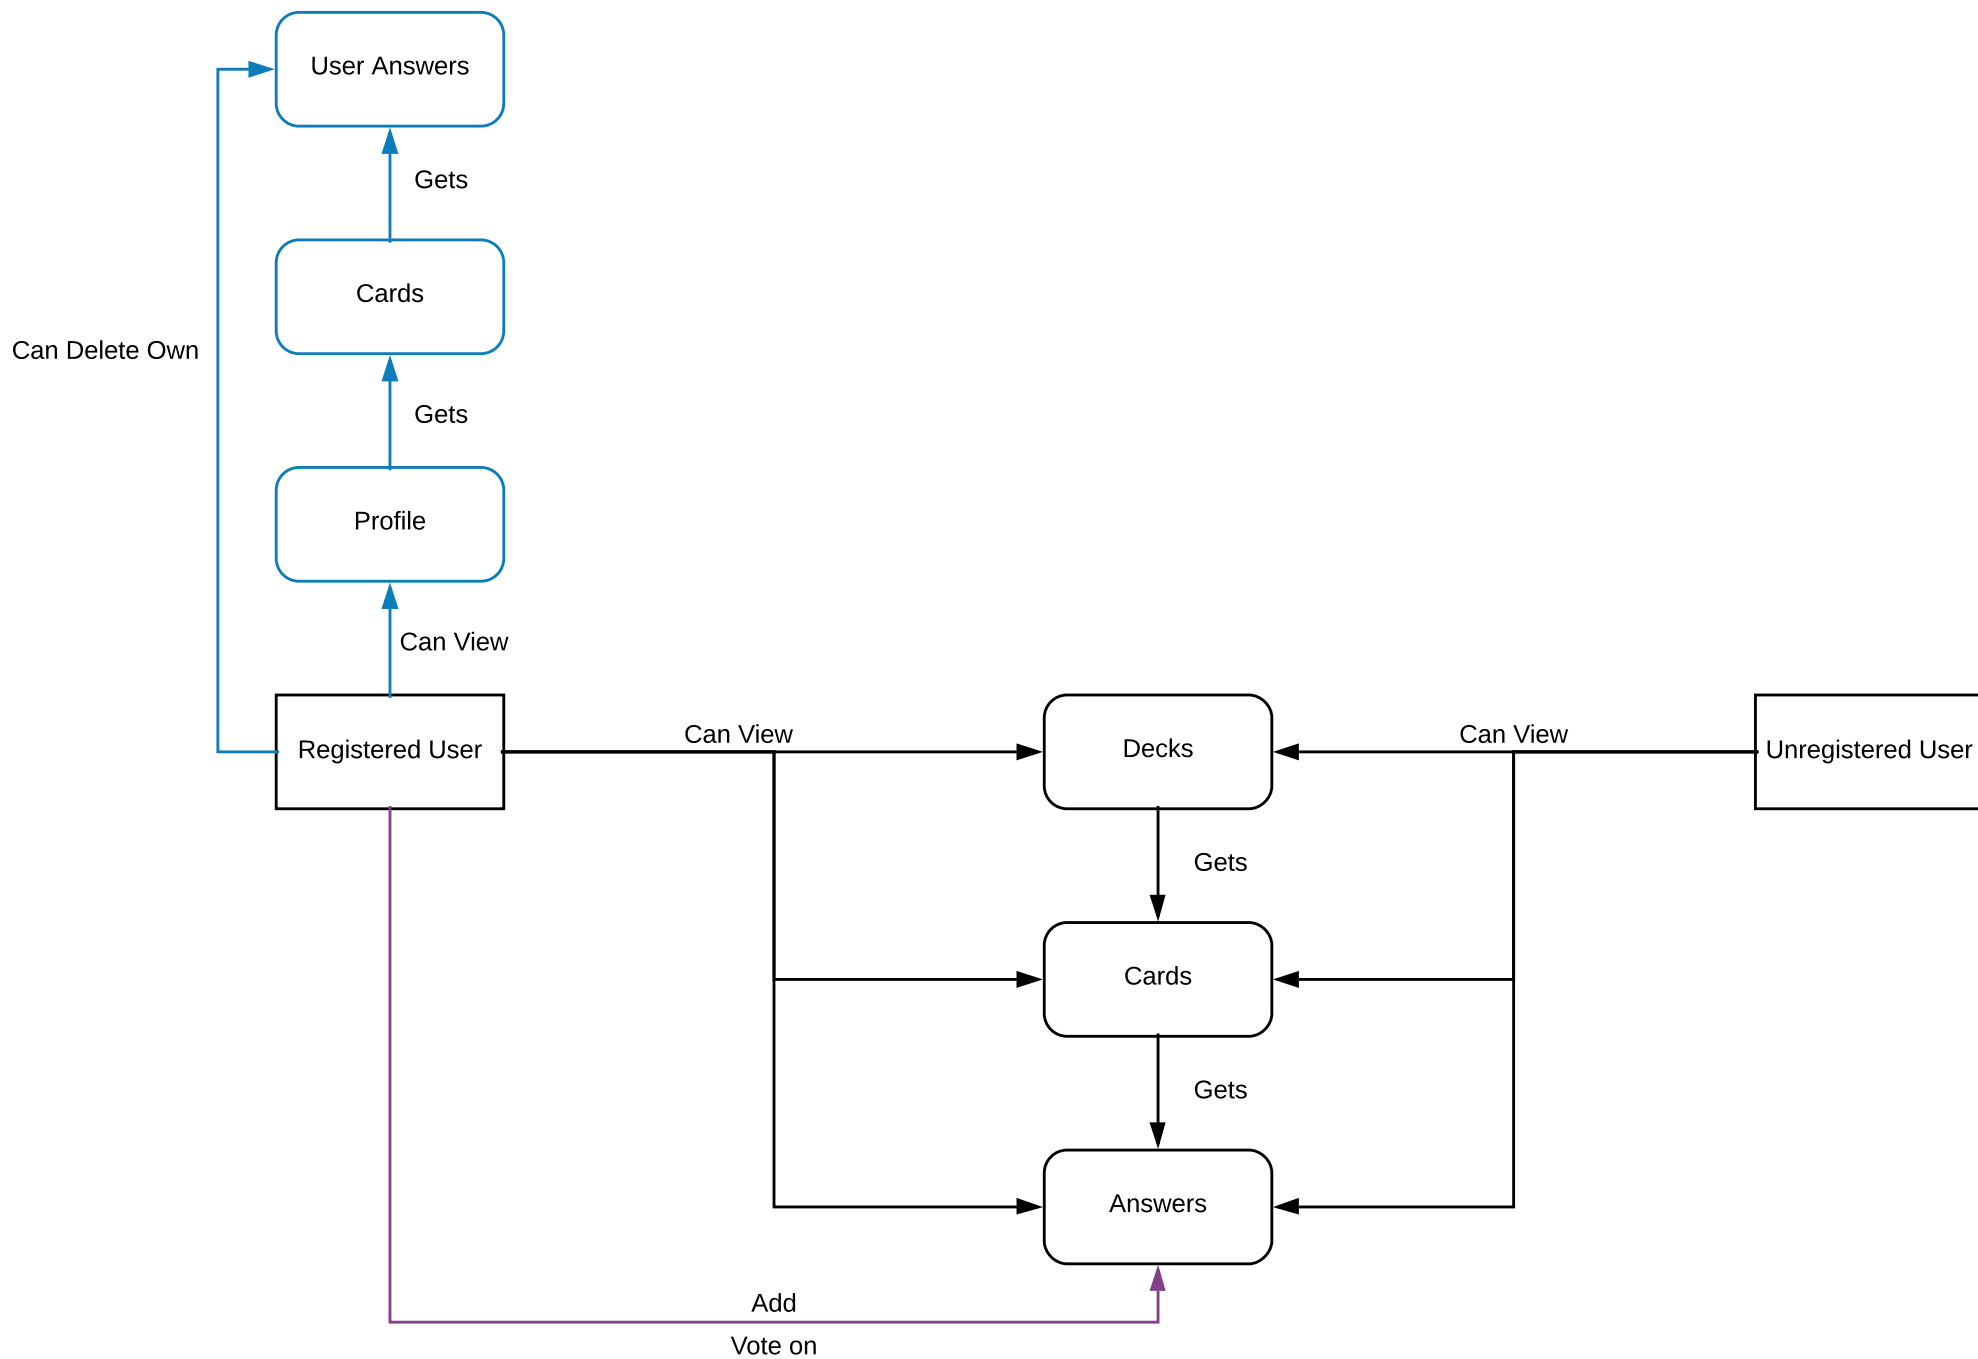 User Answers
Gets
Cards
Can Delete Own
Gets
Profile
Can View
Registered User
Can View
Decks
Can View
Unregistered User
Gets
Cards
Gets
Answers
Add
Vote on